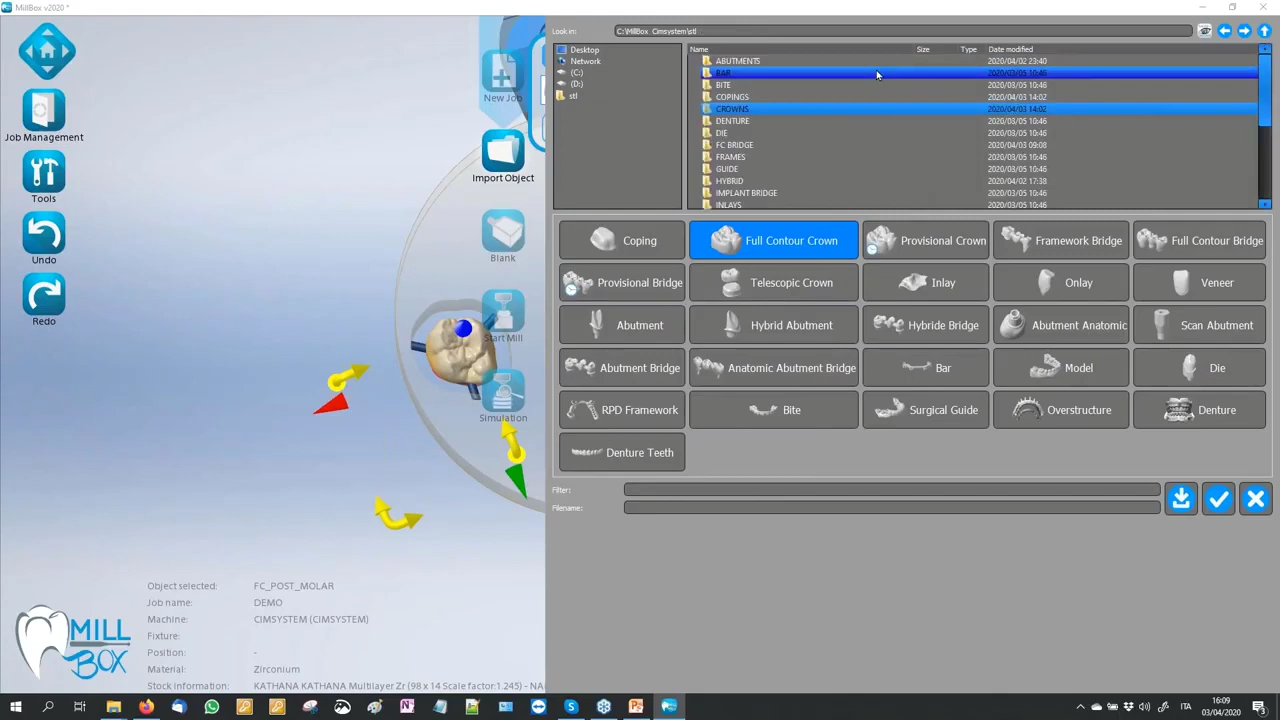 MillBox v2020 *
Look in:
C:\MillBox Cimsystem\stl
Desktop
Network
(C:)
(D:)
stl
Name
Size
Type
Date modified
ABUTMENTS
2020/04/02 23:40
BAR
2020/03/05 10:46
BITE
2020/03/05 10:46
COPINGS
2020/04/03 14:02
CROWNS
2020/04/03 14:02
DENTURE
2020/03/05 10:46
DIE
2020/03/05 10:46
FC BRIDGE
2020/04/03 09:08
FRAMES
2020/03/05 10:46
GUIDE
2020/03/05 10:46
HYBRID
2020/04/02 17:38
IMPLANT BRIDGE
2020/03/05 10:46
INLAYS
2020/03/05 10:46
New Job
Job Management
Import Object
Tools
Undo
Blank
Redo
Start Mill
Simulation
Coping
Full Contour Crown
Provisional Crown
Framework Bridge
Full Contour Bridge
Provisional Bridge
Telescopic Crown
Inlay
Onlay
Veneer
Abutment
Hybrid Abutment
Hybride Bridge
Abutment Anatomic
Scan Abutment
Abutment Bridge
Anatomic Abutment Bridge
Bar
Model
Die
RPD Framework
Bite
Surgical Guide
Overstructure
Denture
Denture Teeth
Filter:
Filename:
Object selected: FC_POST_MOLAR
Job name: DEMO
Machine: CIMSYSTEM (CIMSYSTEM)
Fixture:
Position: -
Material: Zirconium
Stock information: KATHANA KATHANA Multilayer Zr (98 x 14 Scale factor:1.245) - NA
MILL
BOX
ITA
16:09
03/04/2020
3